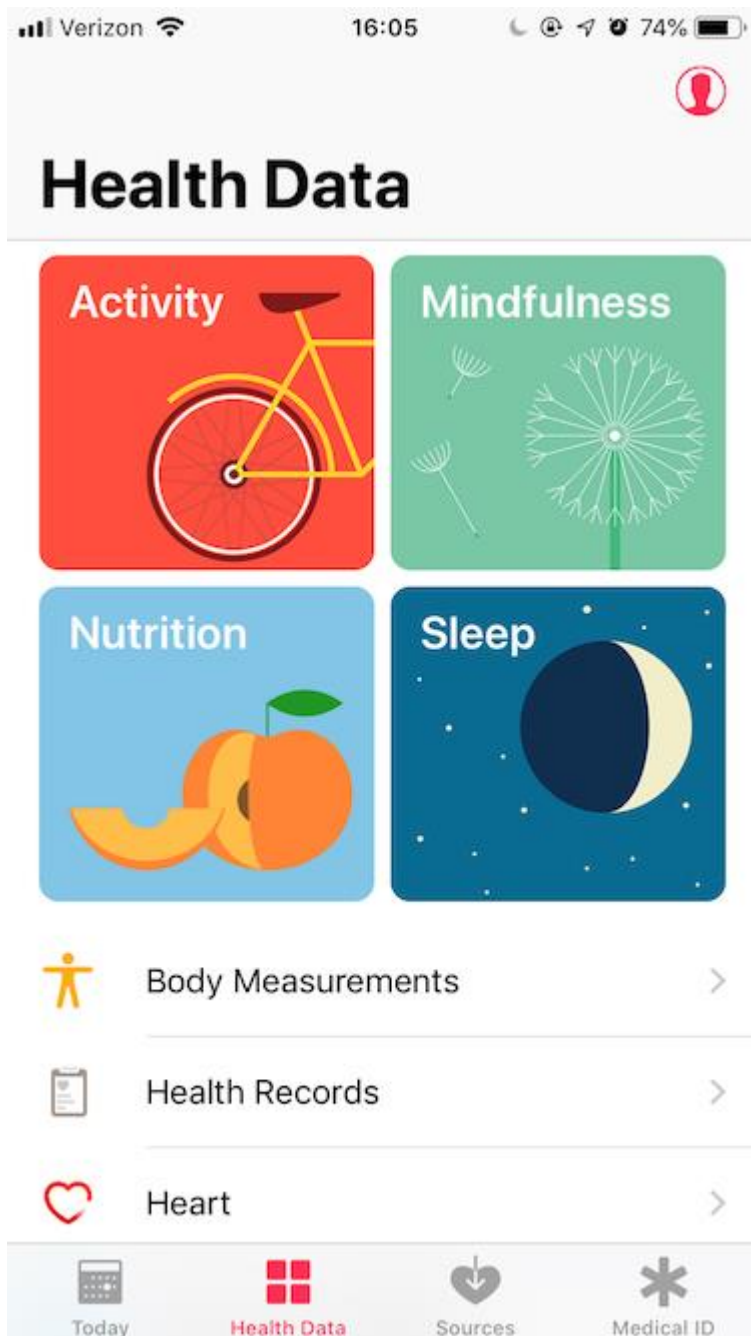 Verizon 16:05 74%
Health Data
Activity Mindfulness
Nutrition Sleep
Body Measurements
Health Records
Heart
Today Health Data Sources Medical ID